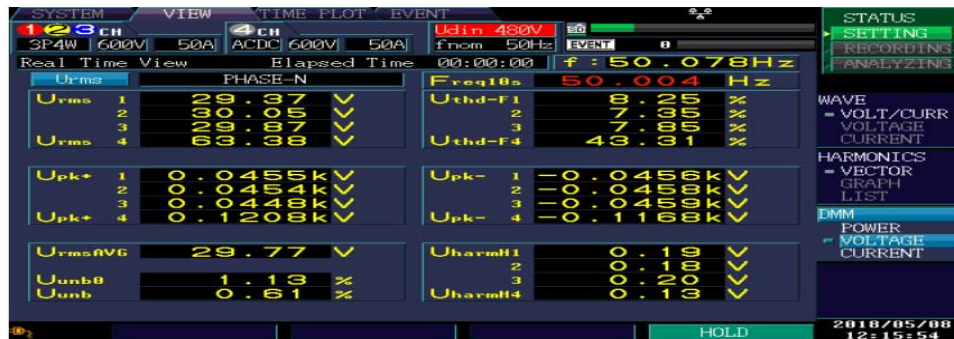 SYSTEM VIEW TIME PLOT EVENT
1 2 3 CH 4 CH Udin 480V SD
3P4W 600V 50A ACDC 600V 50A fnom 50Hz EVENT 0
Real Time View Elapsed Time 00:00:00 f:50.078Hz
Urms PHASE-N Freq10s 50.004 Hz
Urms 1 29.37 V Uthd-F1 8.25 %
2 30.05 V 2 7.35 %
3 29.87 V 3 7.85 %
Urms 4 63.38 V Uthd-F4 43.31 %
Upk+ 1 0.0455kV Upk- 1 -0.0456kV
2 0.0454kV 2 -0.0458kV
3 0.0448kV 3 -0.0459kV
Upk+ 4 0.1208kV Upk- 4 -0.1168kV
UrmsAVG 29.77 V UharmH1 0.19 V
2 0.18 V
Uunb0 1.13 % 3 0.20 V
Uunb 0.61 % UharmH4 0.13 V
HOLD
STATUS
SETTING
RECORDING
ANALYZING
WAVE
VOLT/CURR
VOLTAGE
CURRENT
HARMONICS
VECTOR
GRAPH
LIST
DMM
POWER
VOLTAGE
CURRENT
2018/05/08
12:15:54